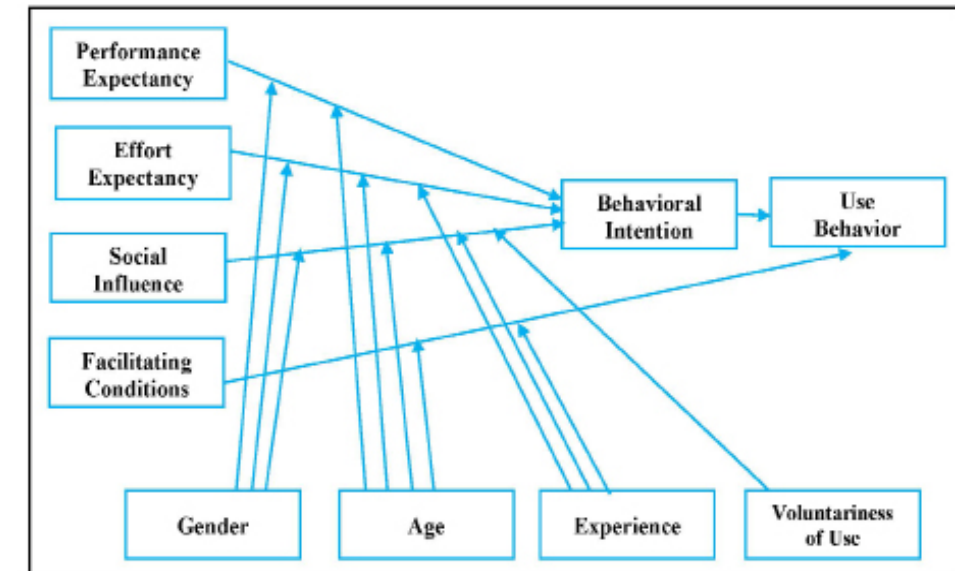 Performance
Expectancy
Effort
Expectancy
Social
Influence
Facilitating
Conditions
Behavioral
Intention
Use
Behavior
Gender
Age
Experience
Voluntariness
of Use